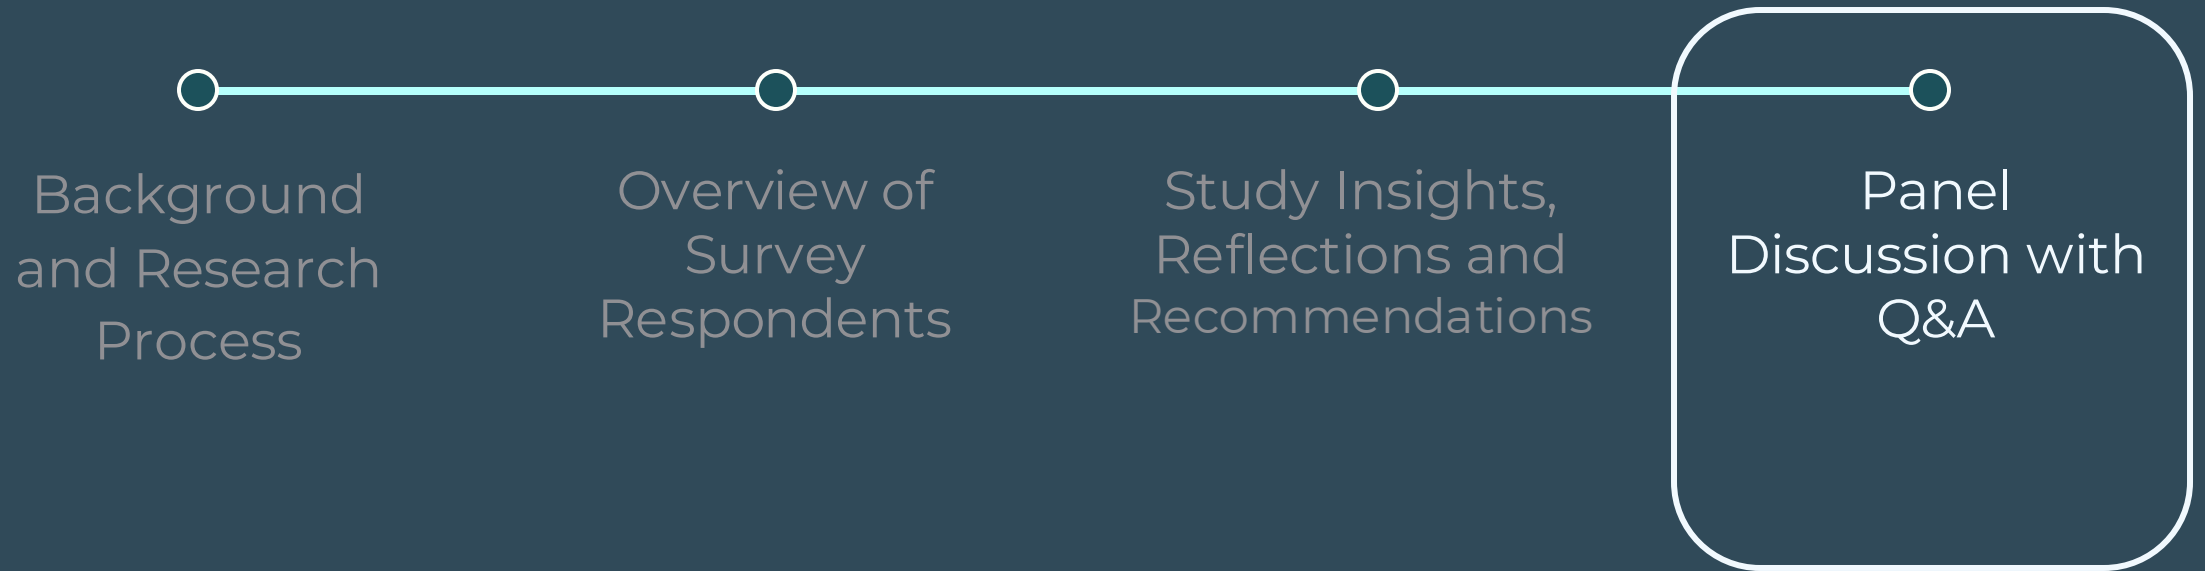 Background
and Research
Process
Overview of
Survey
Respondents
Study Insights,
Reflections and
Recommendations
Panel
Discussion with
Q&A